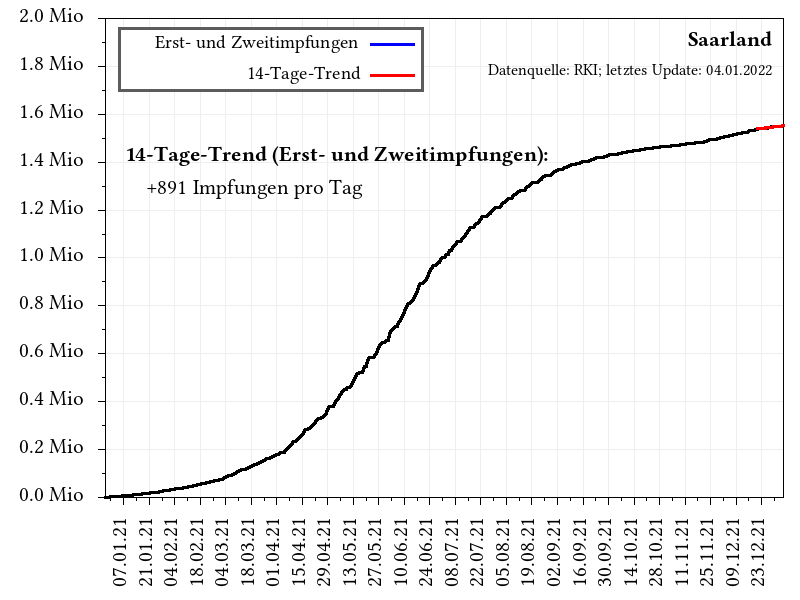 2.0 Mio
1.8 Mio
1.6 Mio
1.4 Mio
1.2 Mio
1.0 Mio
0.8 Mio
0.6 Mio
0.4 Mio
0.2 Mio
0.0 Mio
Erst- und Zweitimpfungen
14-Tage-Trend
Saarland
Datenquelle: RKI; letztes Update: 04.01.2022
14-Tage-Trend (Erst- und Zweitimpfungen):
+891 Impfungen pro Tag
07.01.21
21.01.21
04.02.21
18.02.21
04.03.21
18.03.21
01.04.21
15.04.21
29.04.21
13.05.21
27.05.21
10.06.21
24.06.21
08.07.21
22.07.21
05.08.21
19.08.21
02.09.21
16.09.21
30.09.21
14.10.21
28.10.21
11.11.21
25.11.21
09.12.21
23.12.21